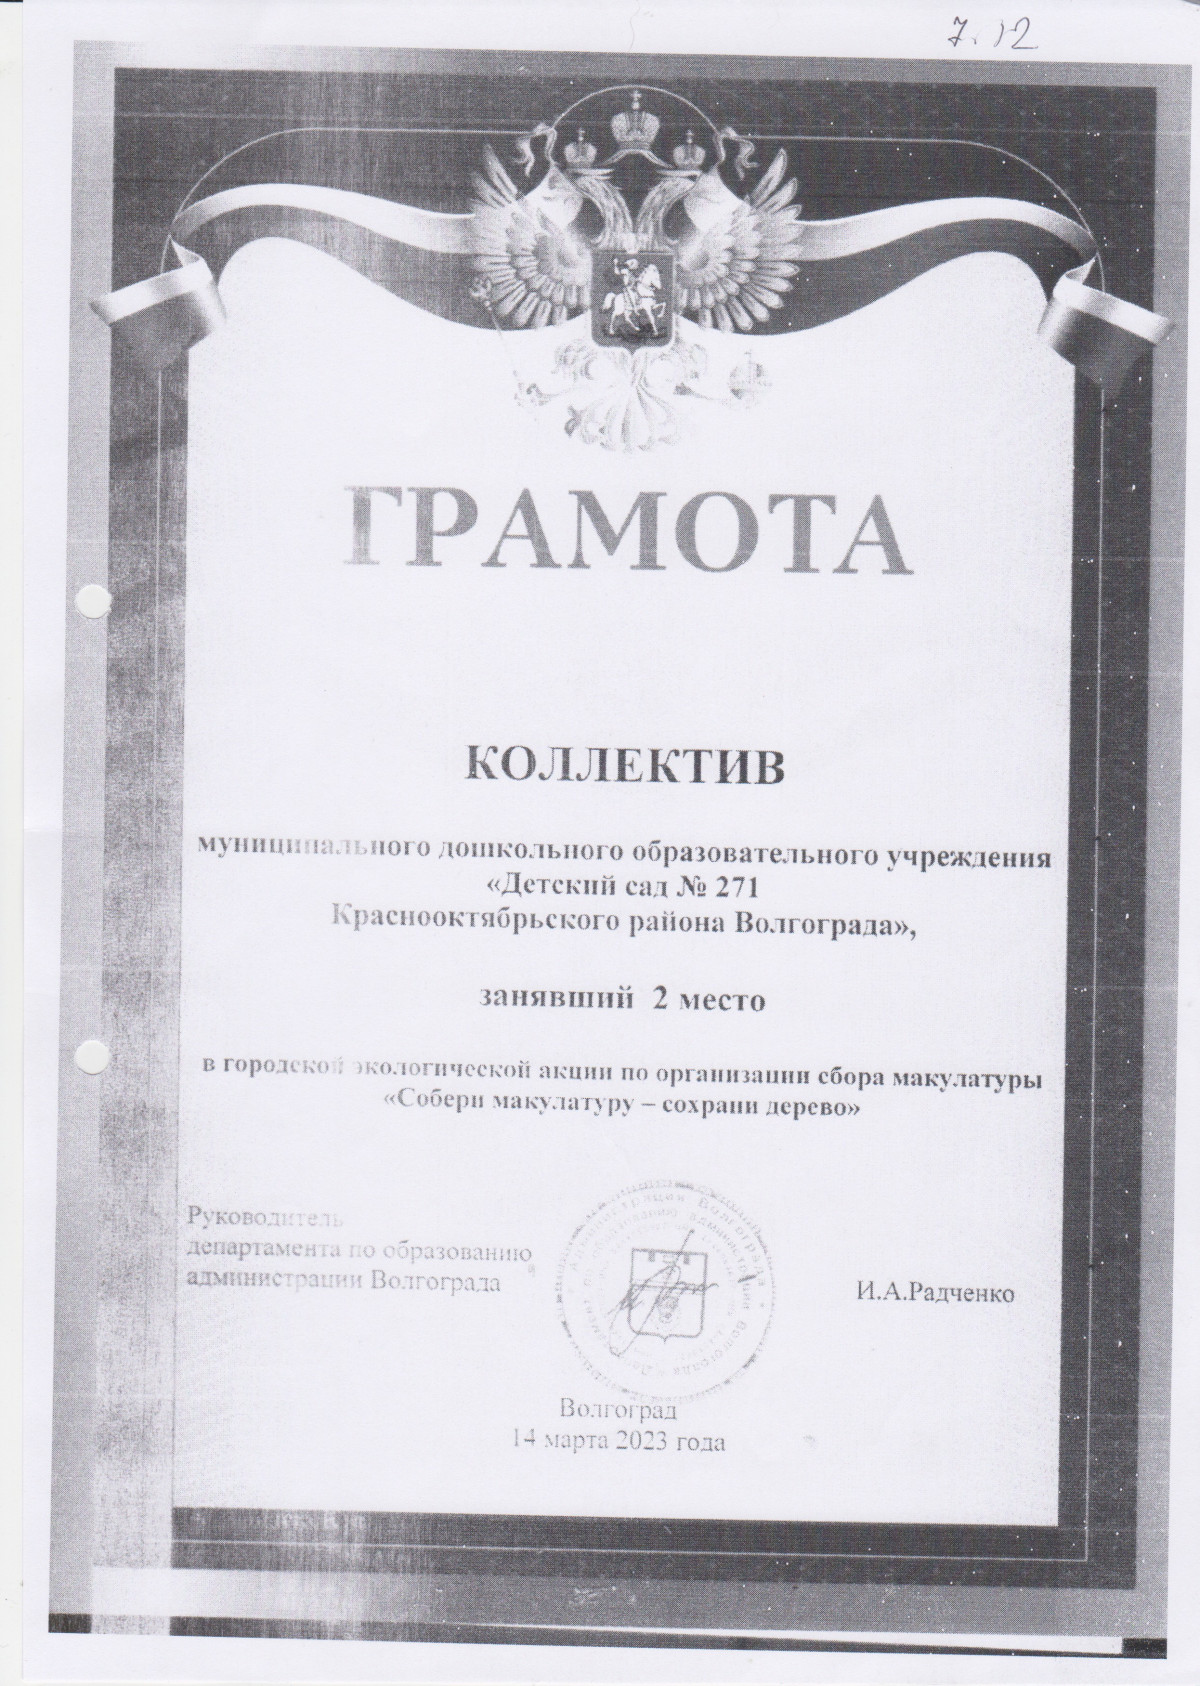 7.12
ГРАМОТА
КОЛЛЕКТИВ
муниципального дошкольного образовательного учреждения
«Детский сад № 271
Краснооктябрьского района Волгограда»,
занявший 2 место
в городской экологической акции по организации сбора макулатуры
«Собери макулатуру – сохрани дерево»
Руководитель
департамента по образованию
администрации Волгограда
И.А.Радченко
Волгоград
14 марта 2023 года